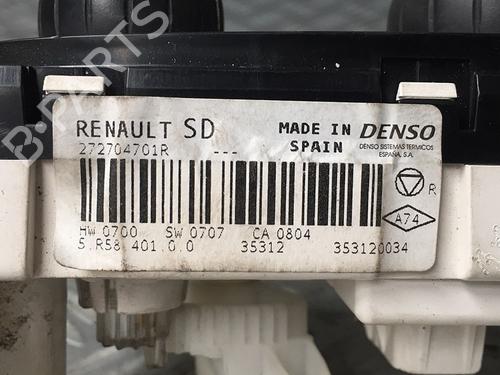 B-PARTS
RENAULT SD
MADE IN SPAIN
DENSO
DENSO SISTEMAS TERMICOS
ESPAÑA, S.A.
272704701R ---
R
A74
HW 0700 SW 0707 CA 0804
5.R58.401.0.0 35312 353120034